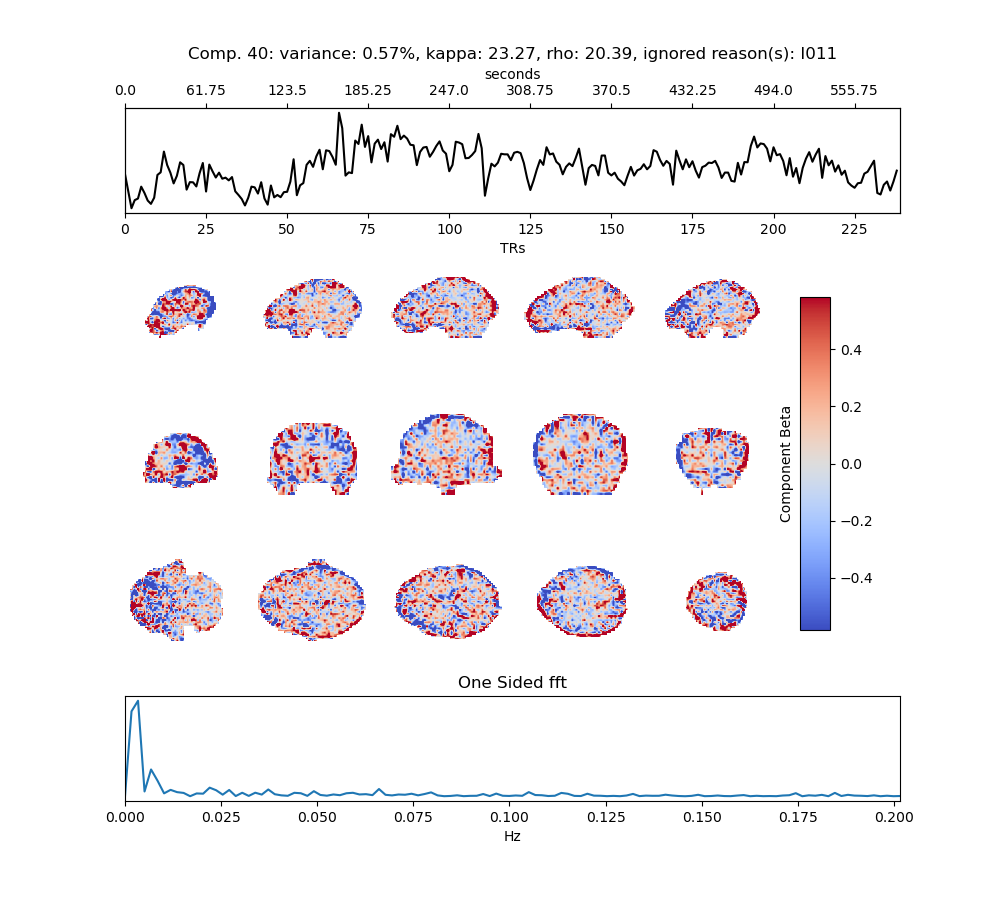 Comp. 40: variance: 0.57%, kappa: 23.27, rho: 20.39, ignored reason(s): I011
seconds
0.0 61.75 123.5 185.25 247.0 308.75 370.5 432.25 494.0 555.75
0 25 50 75 100 125 150 175 200 225
TRs
0.4
0.2
0.0
−0.2
−0.4
Component Beta
One Sided fft
0.000 0.025 0.050 0.075 0.100 0.125 0.150 0.175 0.200
Hz